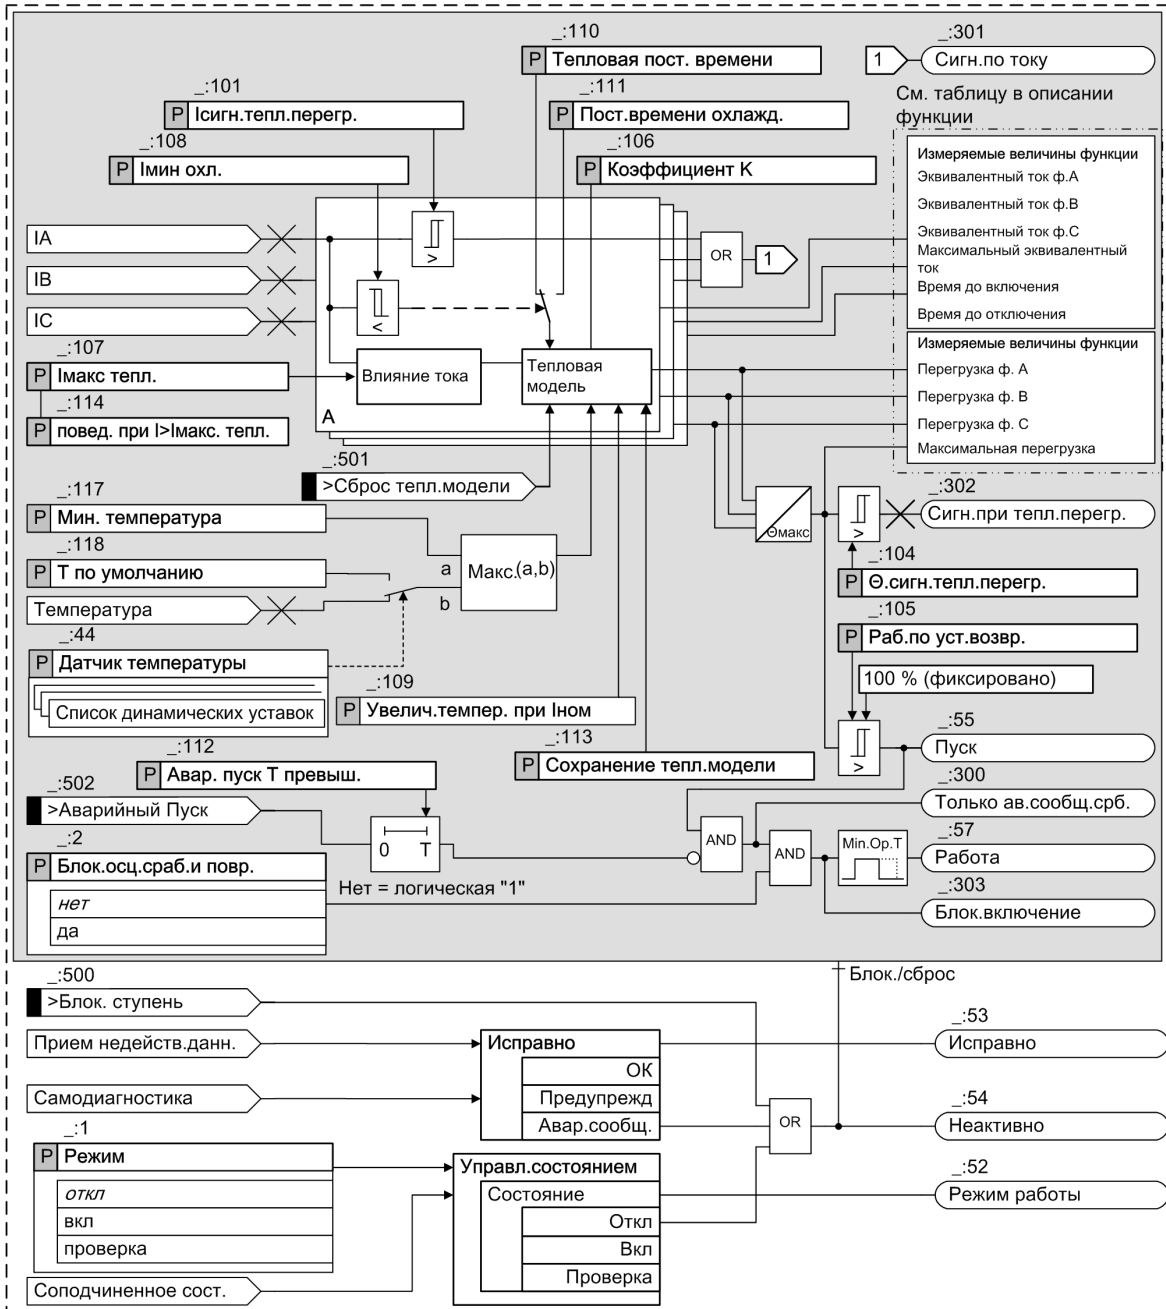 _:110
_:301
P Тепловая пост. времени
1
Сигн.по току
_:101
_:111
См. таблицу в описании
функции
P Iсигн.тепл.перегр.
P Пост.времени охлажд.
_:108
_:106
P Iмин охл.
P Коэффициент K
Измеряемые величины функции
Эквивалентный ток ф.А
Эквивалентный ток ф.В
Эквивалентный ток ф.С
Максимальный эквивалентный
ток
Время до включения
Время до отключения
IA
>
OR
1
IB
IC
<
_:107
P Iмакс тепл.
Влияние тока
Тепловая
модель
Измеряемые величины функции
Перегрузка ф. А
Перегрузка ф. В
Перегрузка ф. С
Максимальная перегрузка
_:114
A
P повед. при I>Iмакс. тепл.
_:501
>Сброс тепл.модели
_:117
_:302
P Мин. температура
Θмакс
>
Сигн.при тепл.перегр.
_:118
_:104
P Т по умолчанию
a
Макс.(a,b)
P Θ.сигн.тепл.перегр.
Температура
b
_:105
_:44
P Раб.по уст.возвр.
P Датчик температуры
_:109
100 % (фиксировано)
Список динамических уставок
P Увелич.темпер. при Iном
_:55
_:112
_:113
>
Пуск
P Авар. пуск Т превыш.
P Сохранение тепл.модели
_:300
_:502
>Аварийный Пуск
Только ав.сообщ.срб.
_:2
0 T
AND
AND
Min.Op.T
_:57
Работа
P Блок.осц.сраб.и повр.
Нет = логическая "1"
_:303
нет
Блок.включение
да
_:500
Блок./сброс
>Блок. ступень
_:53
Прием недейств.данн.
Исправно
Исправно
ОК
Самодиагностика
Предупрежд
_:54
Авар.сообщ.
OR
Неактивно
_:1
P Режим
Управл.состоянием
_:52
откл
Состояние
Режим работы
вкл
Откл
проверка
Вкл
Проверка
Соподчиненное сост.